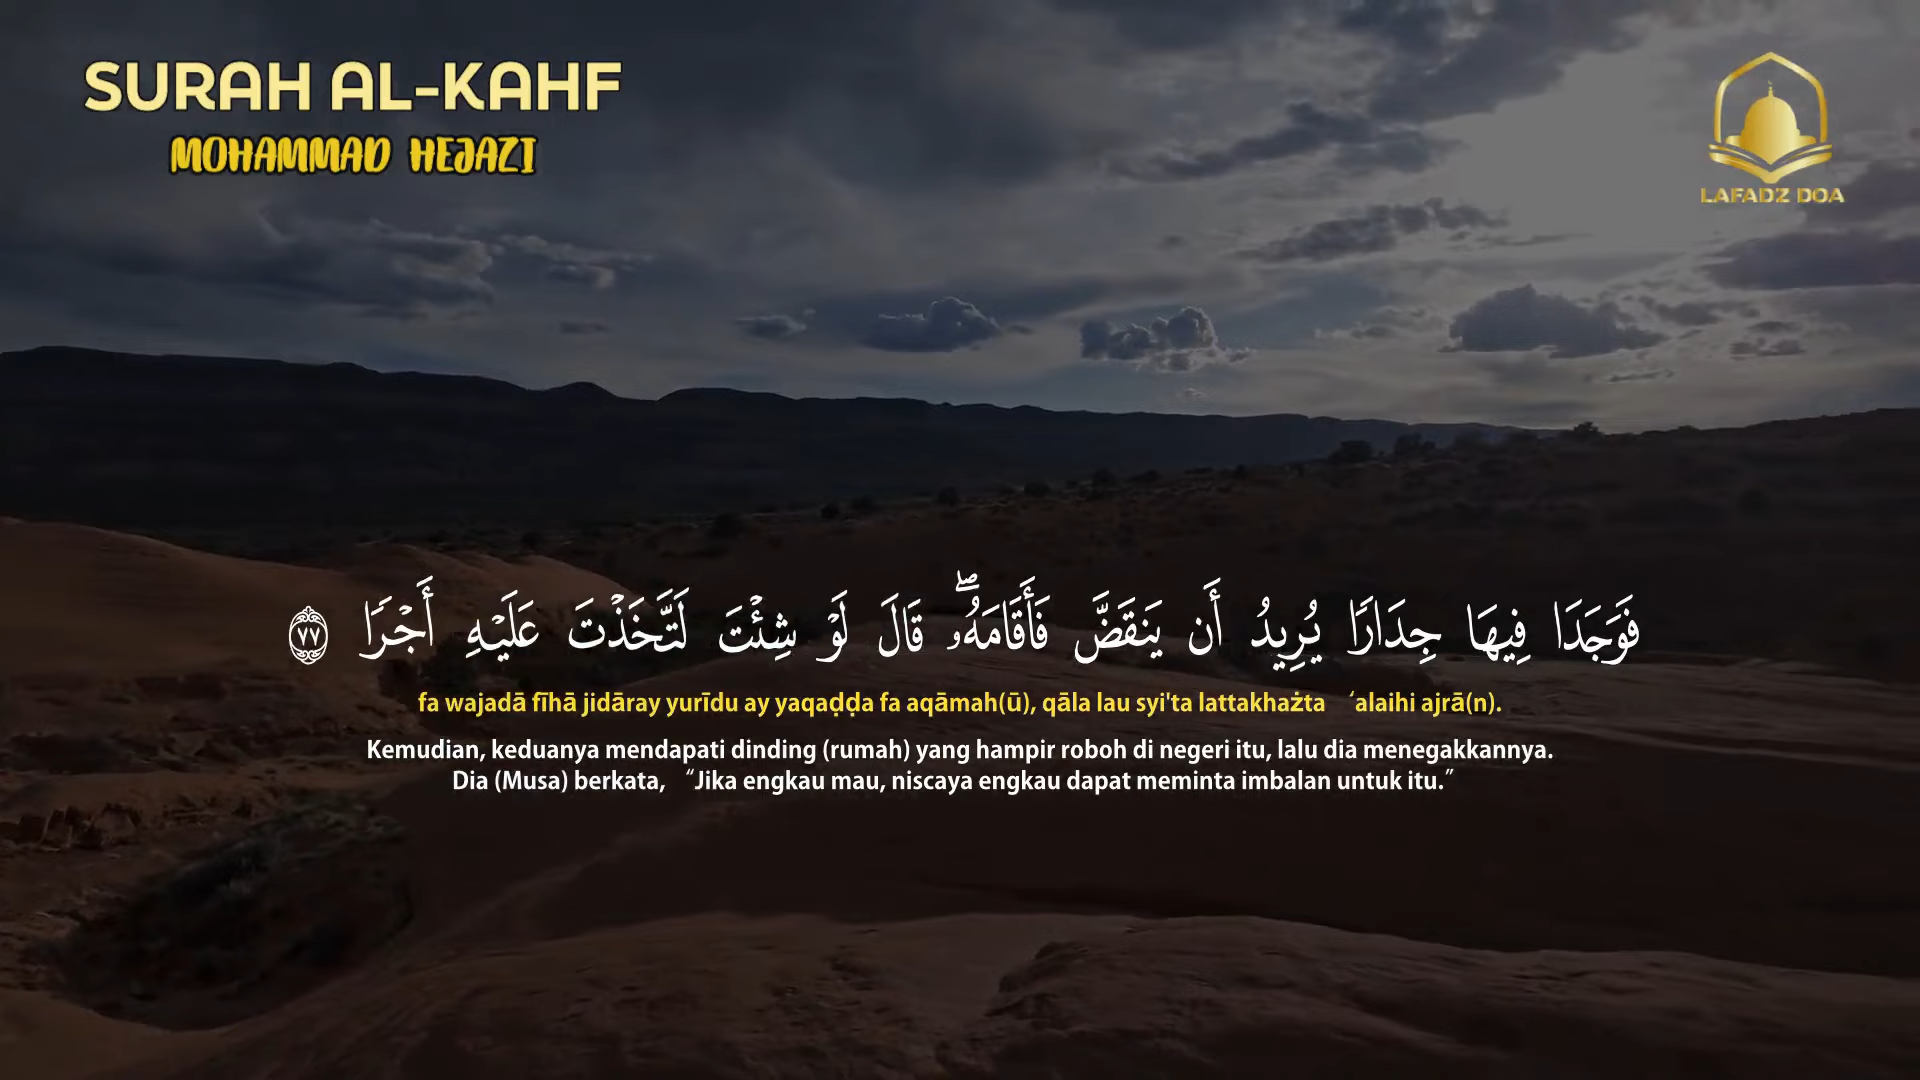 SURAH AL-KAHF
MOHAMMAD HEJAZI
LAFADZ DOA
فَوَجَدَا فِيهَا جِدَارًا يُرِيدُ أَن يَنقَضَّ فَأَقَامَهُۥۖ قَالَ لَوْ شِئْتَ لَتَّخَذْتَ عَلَيْهِ أَجْرًا ٧٧
fa wajadā fīhā jidāray yurīdu ay yaqaḍḍa fa aqāmah(ū), qāla lau syi'ta lattakhażta ‘alaihi ajrā(n).
Kemudian, keduanya mendapati dinding (rumah) yang hampir roboh di negeri itu, lalu dia menegakkannya.
Dia (Musa) berkata, “Jika engkau mau, niscaya engkau dapat meminta imbalan untuk itu.”